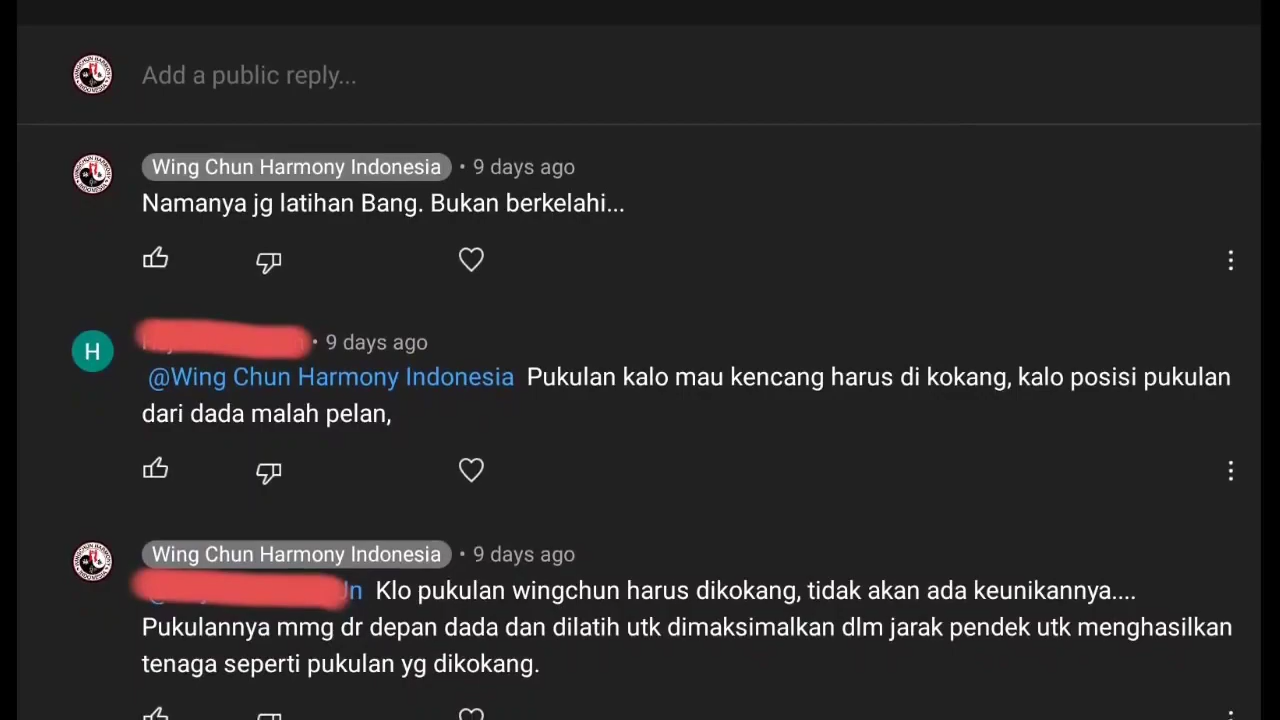 Add a public reply...
Wing Chun Harmony Indonesia • 9 days ago
Namanya jg latihan Bang. Bukan berkelahi...
H
• 9 days ago
@Wing Chun Harmony Indonesia Pukulan kalo mau kencang harus di kokang, kalo posisi pukulan
dari dada malah pelan,
Wing Chun Harmony Indonesia • 9 days ago
Klo pukulan wingchun harus dikokang, tidak akan ada keunikannya....
Pukulannya mmg dr depan dada dan dilatih utk dimaksimalkan dlm jarak pendek utk menghasilkan
tenaga seperti pukulan yg dikokang.